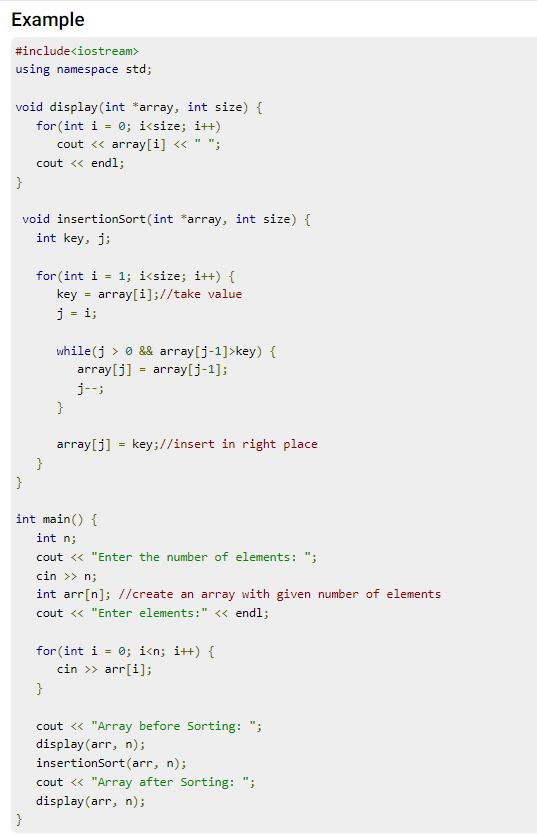 Example
#include<iostream>
using namespace std;
void display(int *array, int size) {
for(int i = 0; i<size; i++)
cout << array[i] << " ";
cout << endl;
}
void insertionSort(int *array, int size) {
int key, j;
for(int i = 1; i<size; i++) {
key = array[i];//take value
j = i;
while(j > 0 && array[j-1]>key) {
array[j] = array[j-1];
j--;
}
array[j] = key;//insert in right place
}
}
int main() {
int n;
cout << "Enter the number of elements: ";
cin >> n;
int arr[n]; //create an array with given number of elements
cout << "Enter elements:" << endl;
for(int i = 0; i<n; i++) {
cin >> arr[i];
}
cout << "Array before Sorting: ";
display(arr, n);
insertionSort(arr, n);
cout << "Array after Sorting: ";
display(arr, n);
}